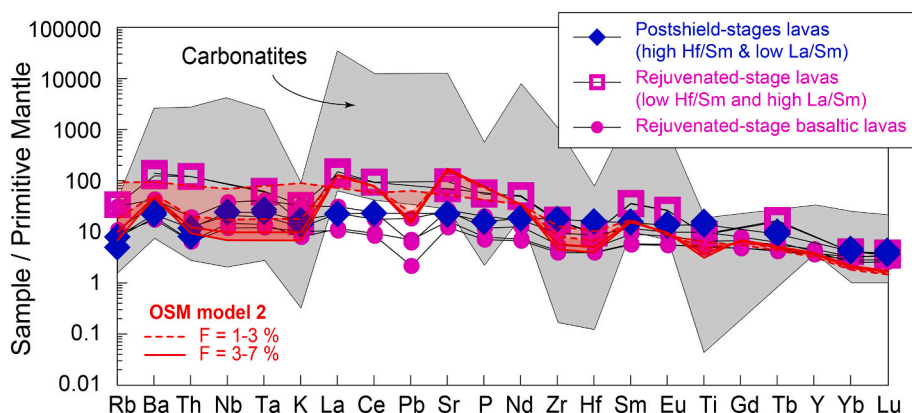 Sample / Primitive Mantle
100000
10000
1000
100
10
1
0.1
0.01
Carbonatites
Postshield-stages lavas
(high Hf/Sm & low La/Sm)
Rejuvenated-stage lavas
(low Hf/Sm and high La/Sm)
Rejuvenated-stage basaltic lavas
OSM model 2
F = 1-3 %
F = 3-7 %
Rb Ba Th Nb Ta K La Ce Pb Sr P Nd Zr Hf Sm Eu Ti Gd Tb Y Yb Lu